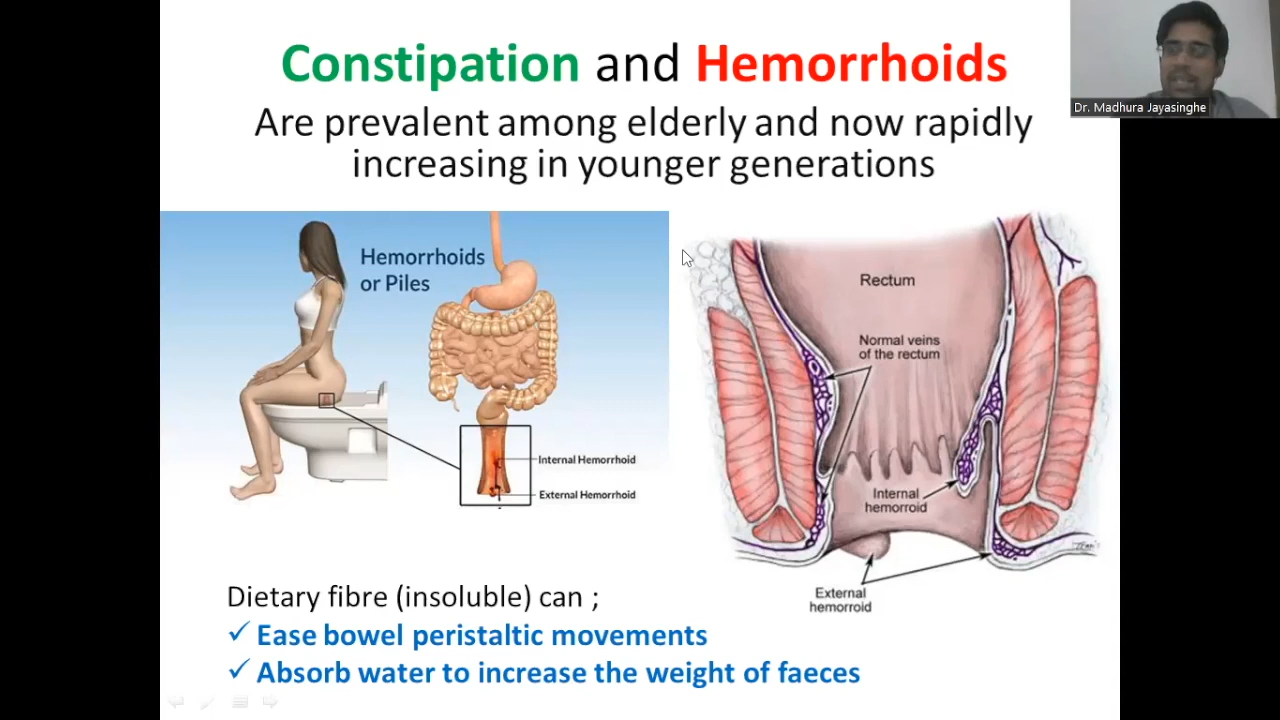 Constipation and Hemorrhoids
Are prevalent among elderly and now rapidly
increasing in younger generations
Dr. Madhura Jayasinghe
Hemorrhoids
or Piles
Internal Hemorrhoid
External Hemorrhoid
Rectum
Normal veins
of the rectum
Internal
hemorroid
External
hemorroid
Dietary fibre (insoluble) can ;
✓ Ease bowel peristaltic movements
✓ Absorb water to increase the weight of faeces